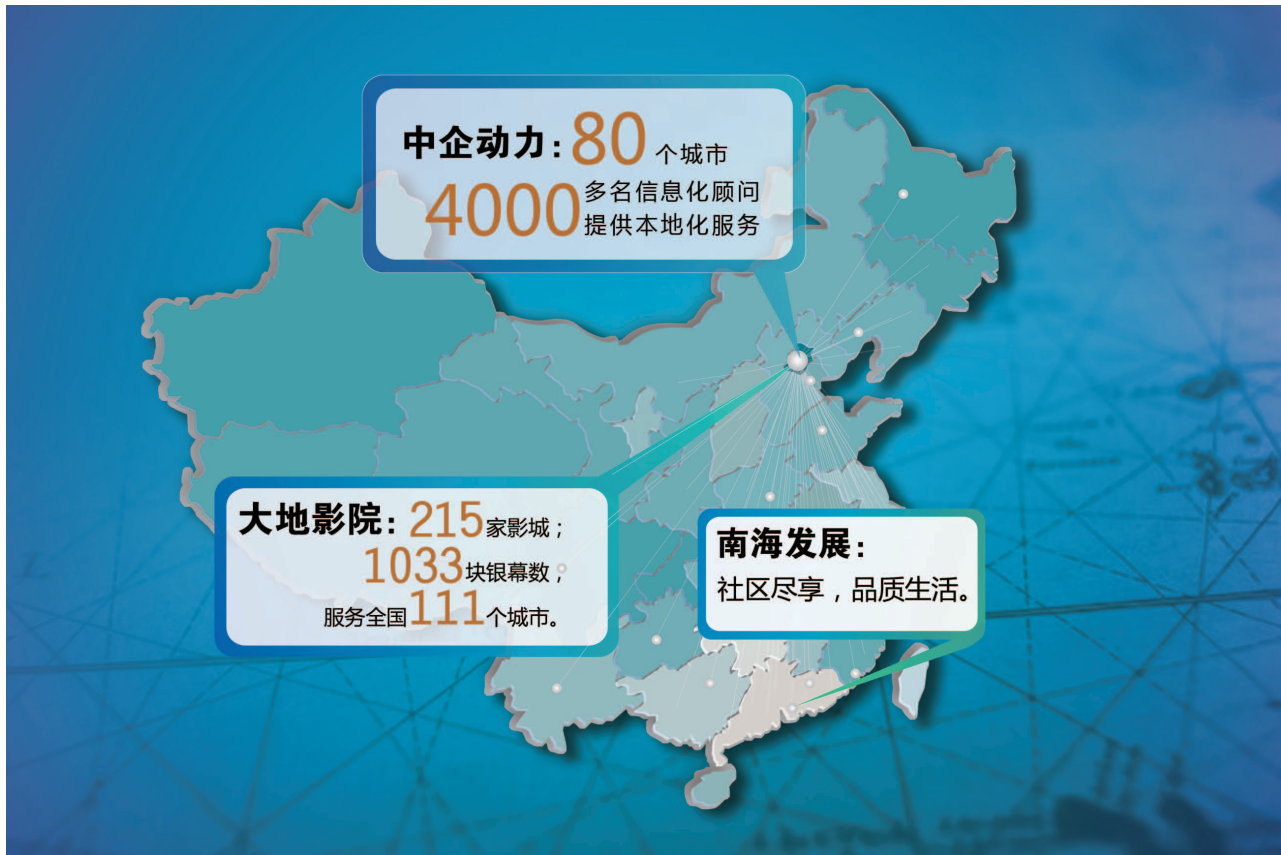 中企动力：80个城市
4000多名信息化顾问
提供本地化服务
大地影院：215家影城；
1033块银幕数；
服务全国111个城市。
南海发展：
社区尽享，品质生活。